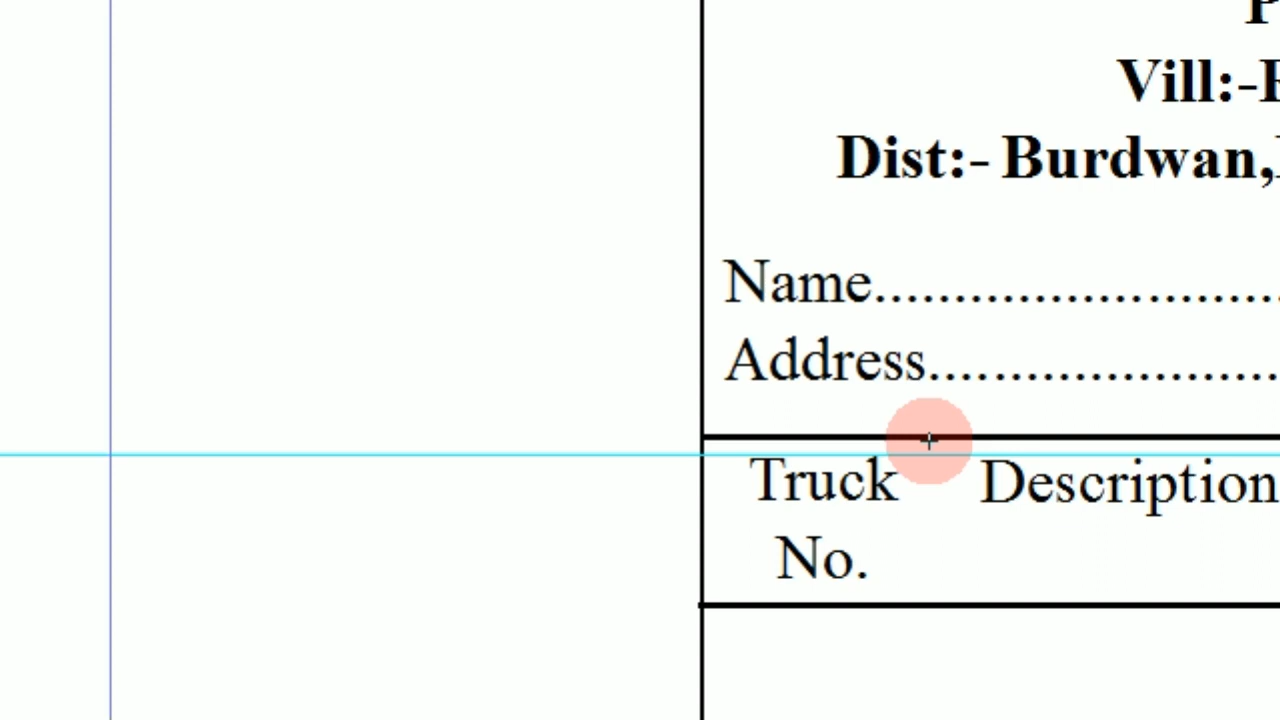 Vill:-
Dist:- Burdwan,
Name..........................
Address......................
Truck Description
No.